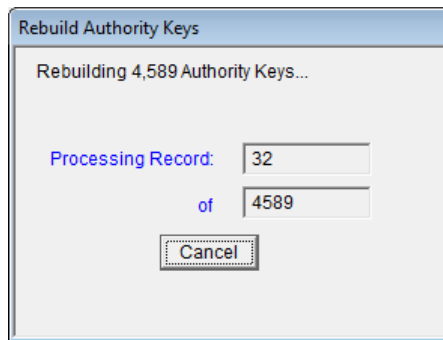 Rebuild Authority Keys
Rebuilding 4,589 Authority Keys...
Processing Record: 32
of 4589
Cancel